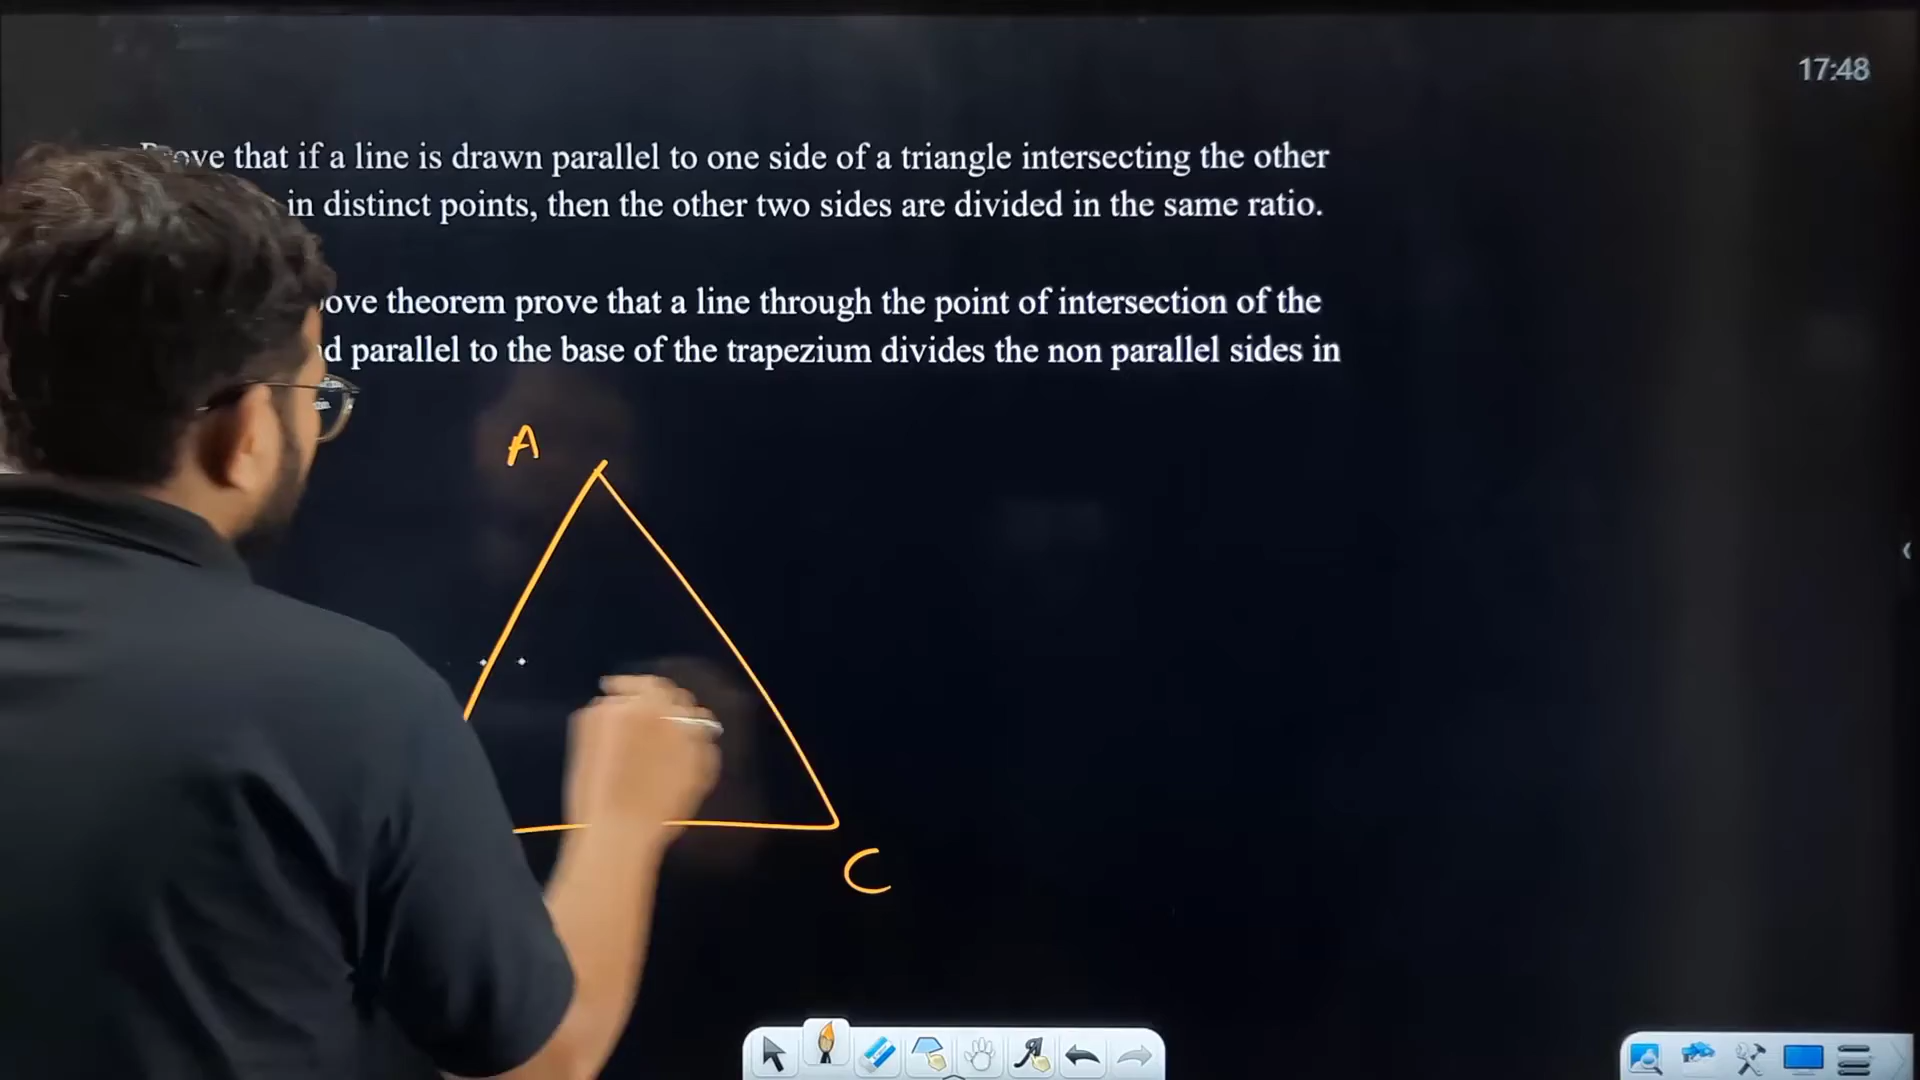 17:48
that if a line is drawn parallel to one side of a triangle intersecting the other
in distinct points, then the other two sides are divided in the same ratio.
theorem prove that a line through the point of intersection of the
parallel to the base of the trapezium divides the non parallel sides in
A
C